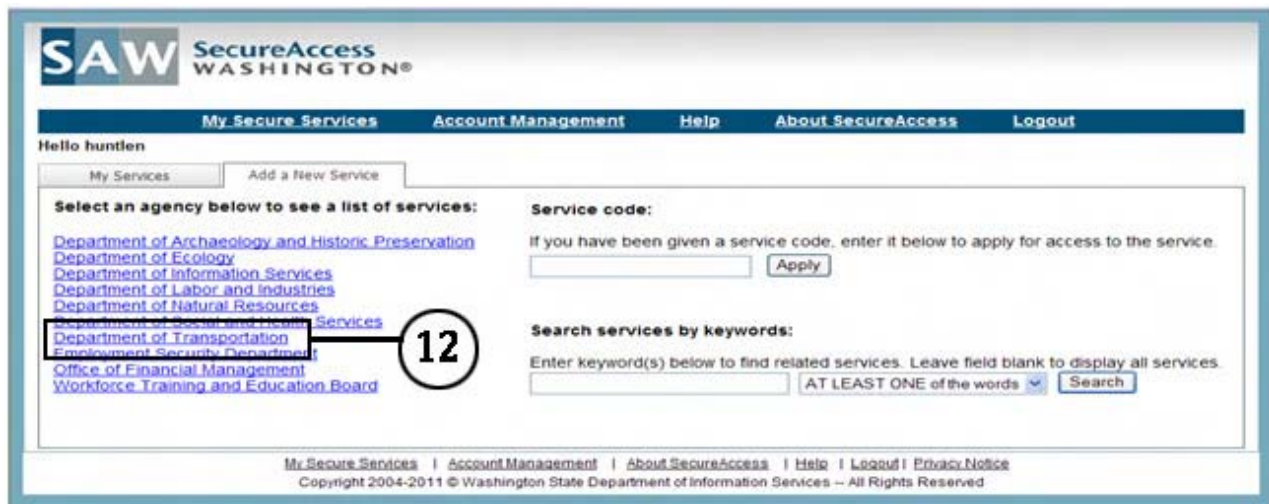 SAW SecureAccess
WASHINGTON®
My Secure Services Account Management Help About SecureAccess Logout
Hello huntlen
My Services Add a New Service
Select an agency below to see a list of services:
Department of Archaeology and Historic Preservation
Department of Ecology
Department of Information Services
Department of Labor and Industries
Department of Natural Resources
Department of Social and Health Services
Department of Transportation
Employment Security Department
Office of Financial Management
Workforce Training and Education Board
12
Service code:
If you have been given a service code, enter it below to apply for access to the service.
Apply
Search services by keywords:
Enter keyword(s) below to find related services. Leave field blank to display all services.
AT LEAST ONE of the words Search
My Secure Services | Account Management | About SecureAccess | Help | Logout | Privacy Notice
Copyright 2004-2011 © Washington State Department of Information Services -- All Rights Reserved